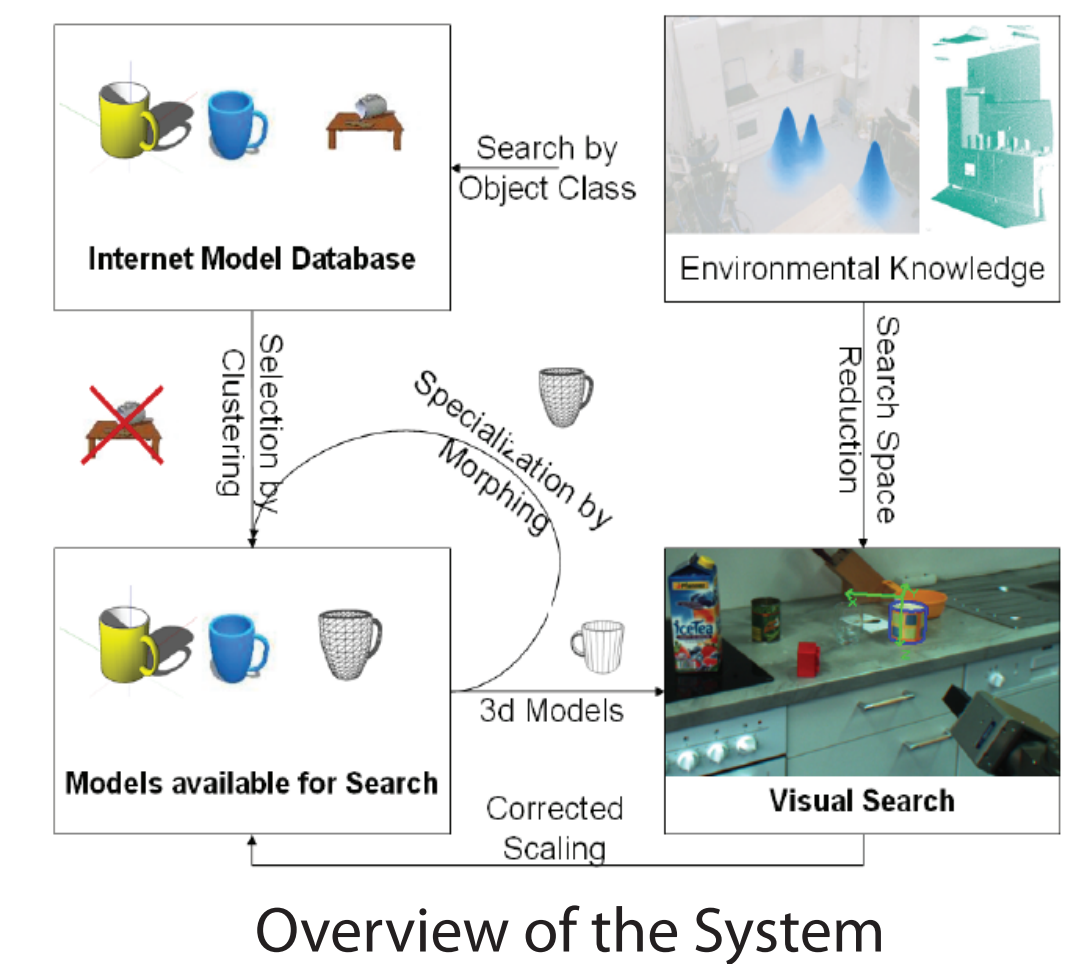 Search by
Object Class
Internet Model Database
Environmental Knowledge
Selection by
Clustering
Specialization by
Morphing
Search Space
Reduction
IceTea
3d Models
Models available for Search
Visual Search
Corrected
Scaling
x
Overview of the System